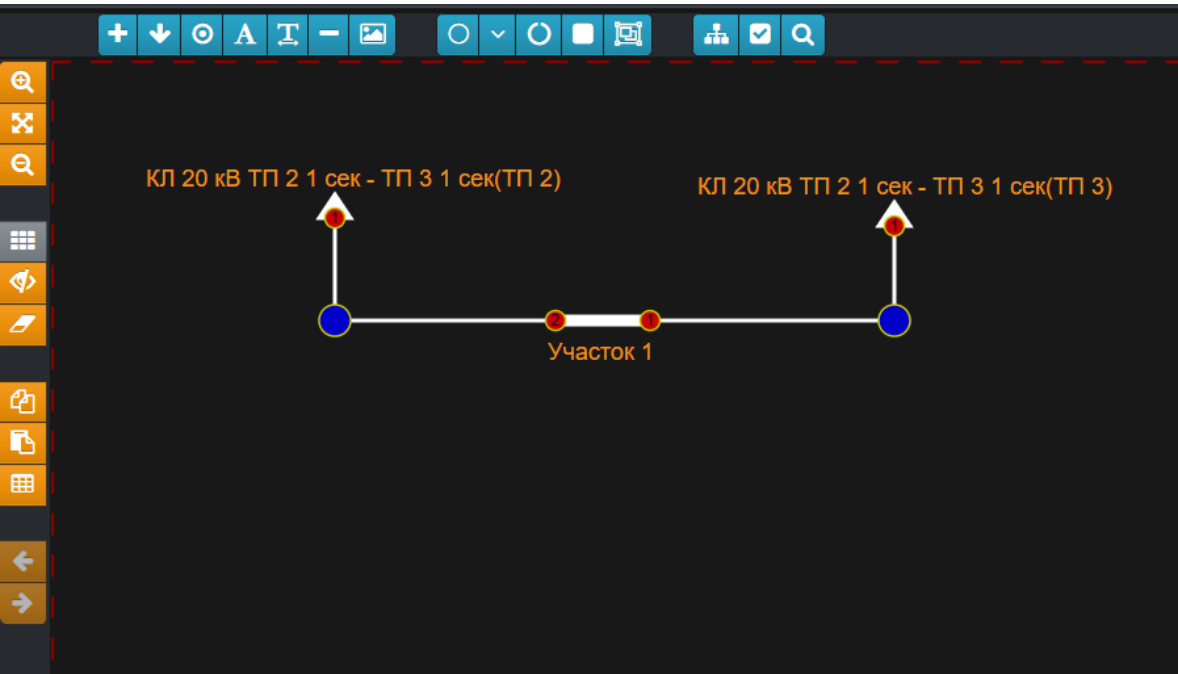 A T
КЛ 20 кВ ТП 2 1 сек - ТП 3 1 сек(ТП 2)
КЛ 20 кВ ТП 2 1 сек - ТП 3 1 сек(ТП 3)
1
1
2
1
Участок 1